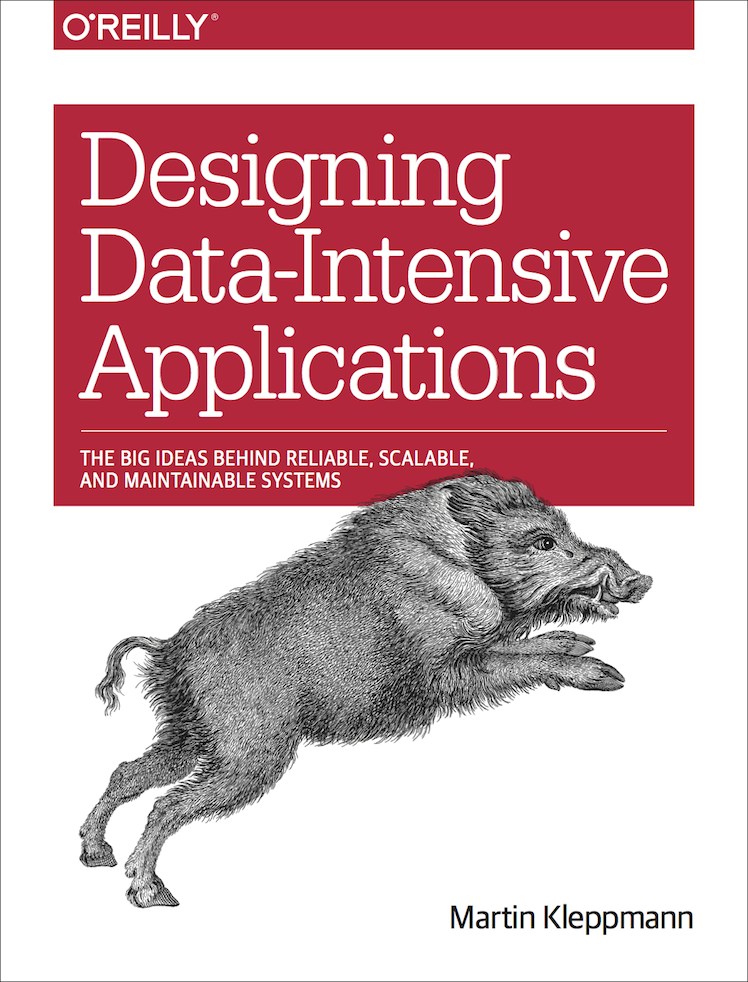 O'REILLY®
Designing
Data-Intensive
Applications
THE BIG IDEAS BEHIND RELIABLE, SCALABLE,
AND MAINTAINABLE SYSTEMS
Martin Kleppmann